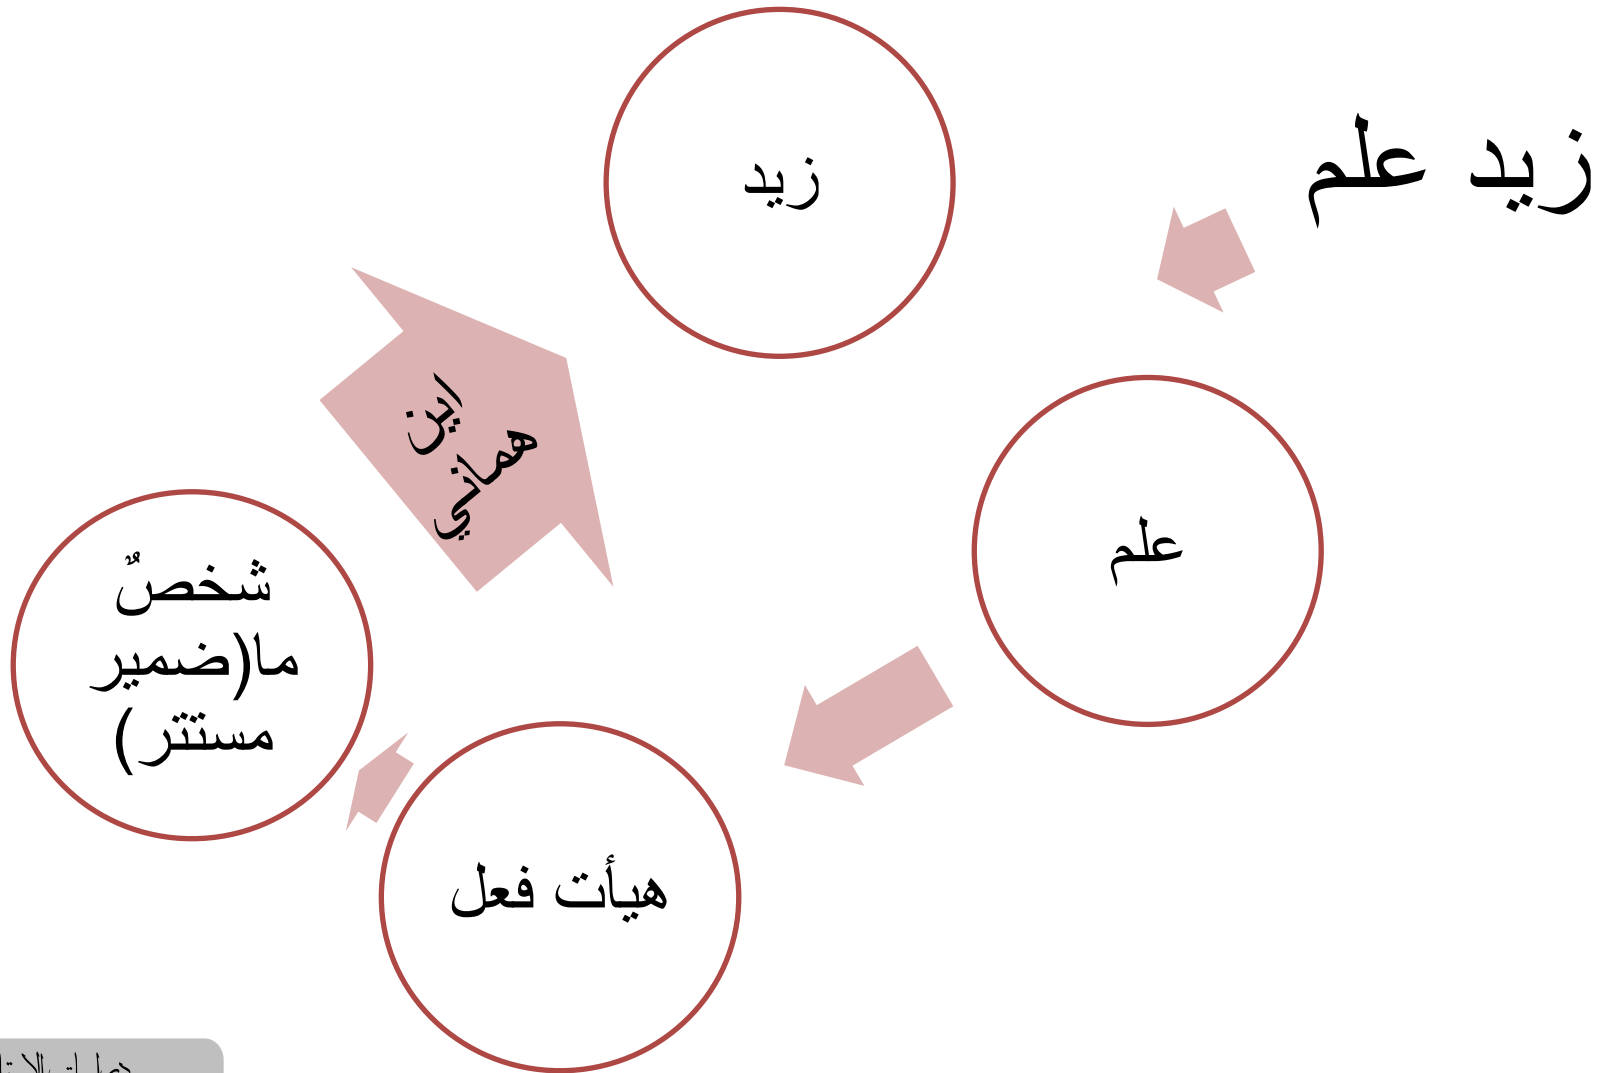 زيد علم
زيد
علم
هيأت فعل
شخصٌ
ما(ضمير
مستتر)
اين
هماني